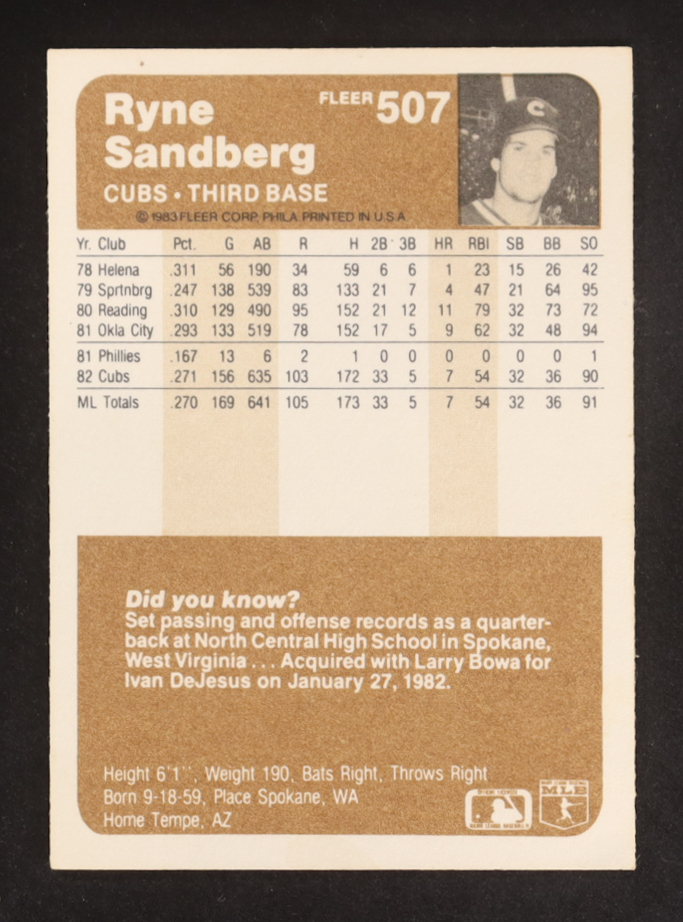 Ryne
Sandberg
FLEER 507
CUBS • THIRD BASE
© 1983 FLEER CORP. PHILA. PRINTED IN U.S.A.
C
Yr. Club Pct. G AB R H 2B 3B HR RBI SB BB SO
78 Helena .311 56 190 34 59 6 6 1 23 15 26 42
79 Sprtnbrg .247 138 539 83 133 21 7 4 47 21 64 95
80 Reading .310 129 490 95 152 21 12 11 79 32 73 72
81 Okla City .293 133 519 78 152 17 5 9 62 32 48 94
81 Phillies .167 13 6 2 1 0 0 0 0 0 0 1
82 Cubs .271 156 635 103 172 33 5 7 54 32 36 90
ML Totals .270 169 641 105 173 33 5 7 54 32 36 91
Did you know?
Set passing and offense records as a quarter-
back at North Central High School in Spokane,
West Virginia . . . Acquired with Larry Bowa for
Ivan DeJesus on January 27, 1982.
Height 6'1'', Weight 190, Bats Right, Throws Right
Born 9-18-59, Place Spokane, WA
Home Tempe, AZ
MAJOR LEAGUE BASEBALL
MLB